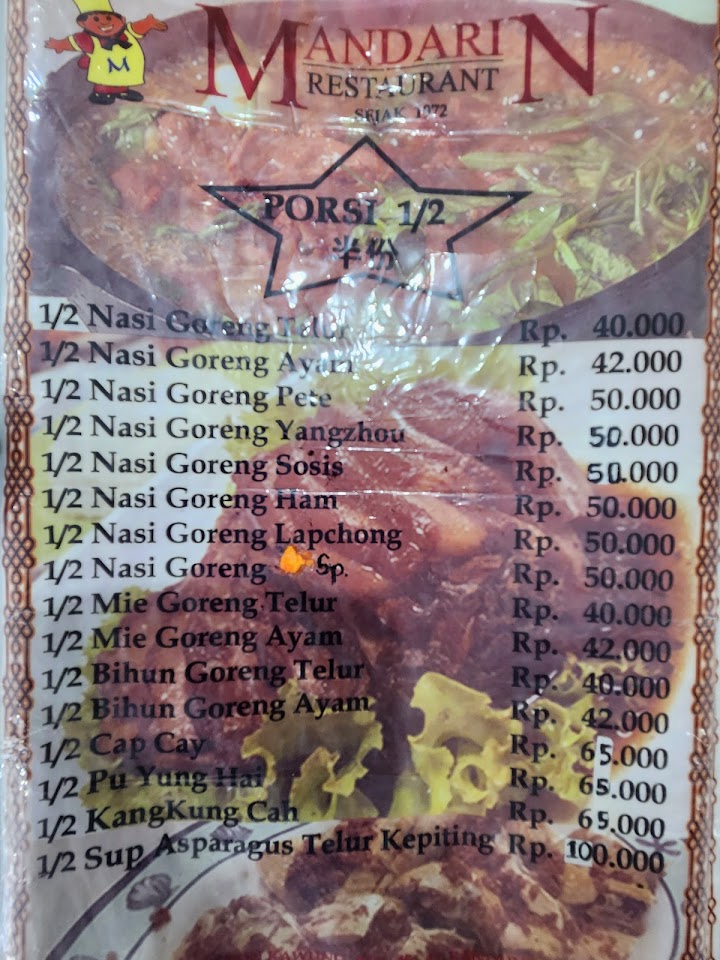 M
MANDARIN
RESTAURANT
SEJAK 1972
PORSI 1/2
半份
1/2 Nasi Goreng Telur Rp. 40.000
1/2 Nasi Goreng Ayam Rp. 42.000
1/2 Nasi Goreng Pete Rp. 50.000
1/2 Nasi Goreng Yangzhou Rp. 50.000
1/2 Nasi Goreng Sosis Rp. 50.000
1/2 Nasi Goreng Ham Rp. 50.000
1/2 Nasi Goreng Lapchong Rp. 50.000
1/2 Nasi Goreng Sp. Rp. 50.000
1/2 Mie Goreng Telur Rp. 40.000
1/2 Mie Goreng Ayam Rp. 42.000
1/2 Bihun Goreng Telur Rp. 40.000
1/2 Bihun Goreng Ayam Rp. 42.000
1/2 Cap Cay Rp. 65.000
1/2 Pu Yung Hai Rp. 65.000
1/2 KangKung Cah Rp. 65.000
1/2 Sup Asparagus Telur Kepiting Rp. 100.000